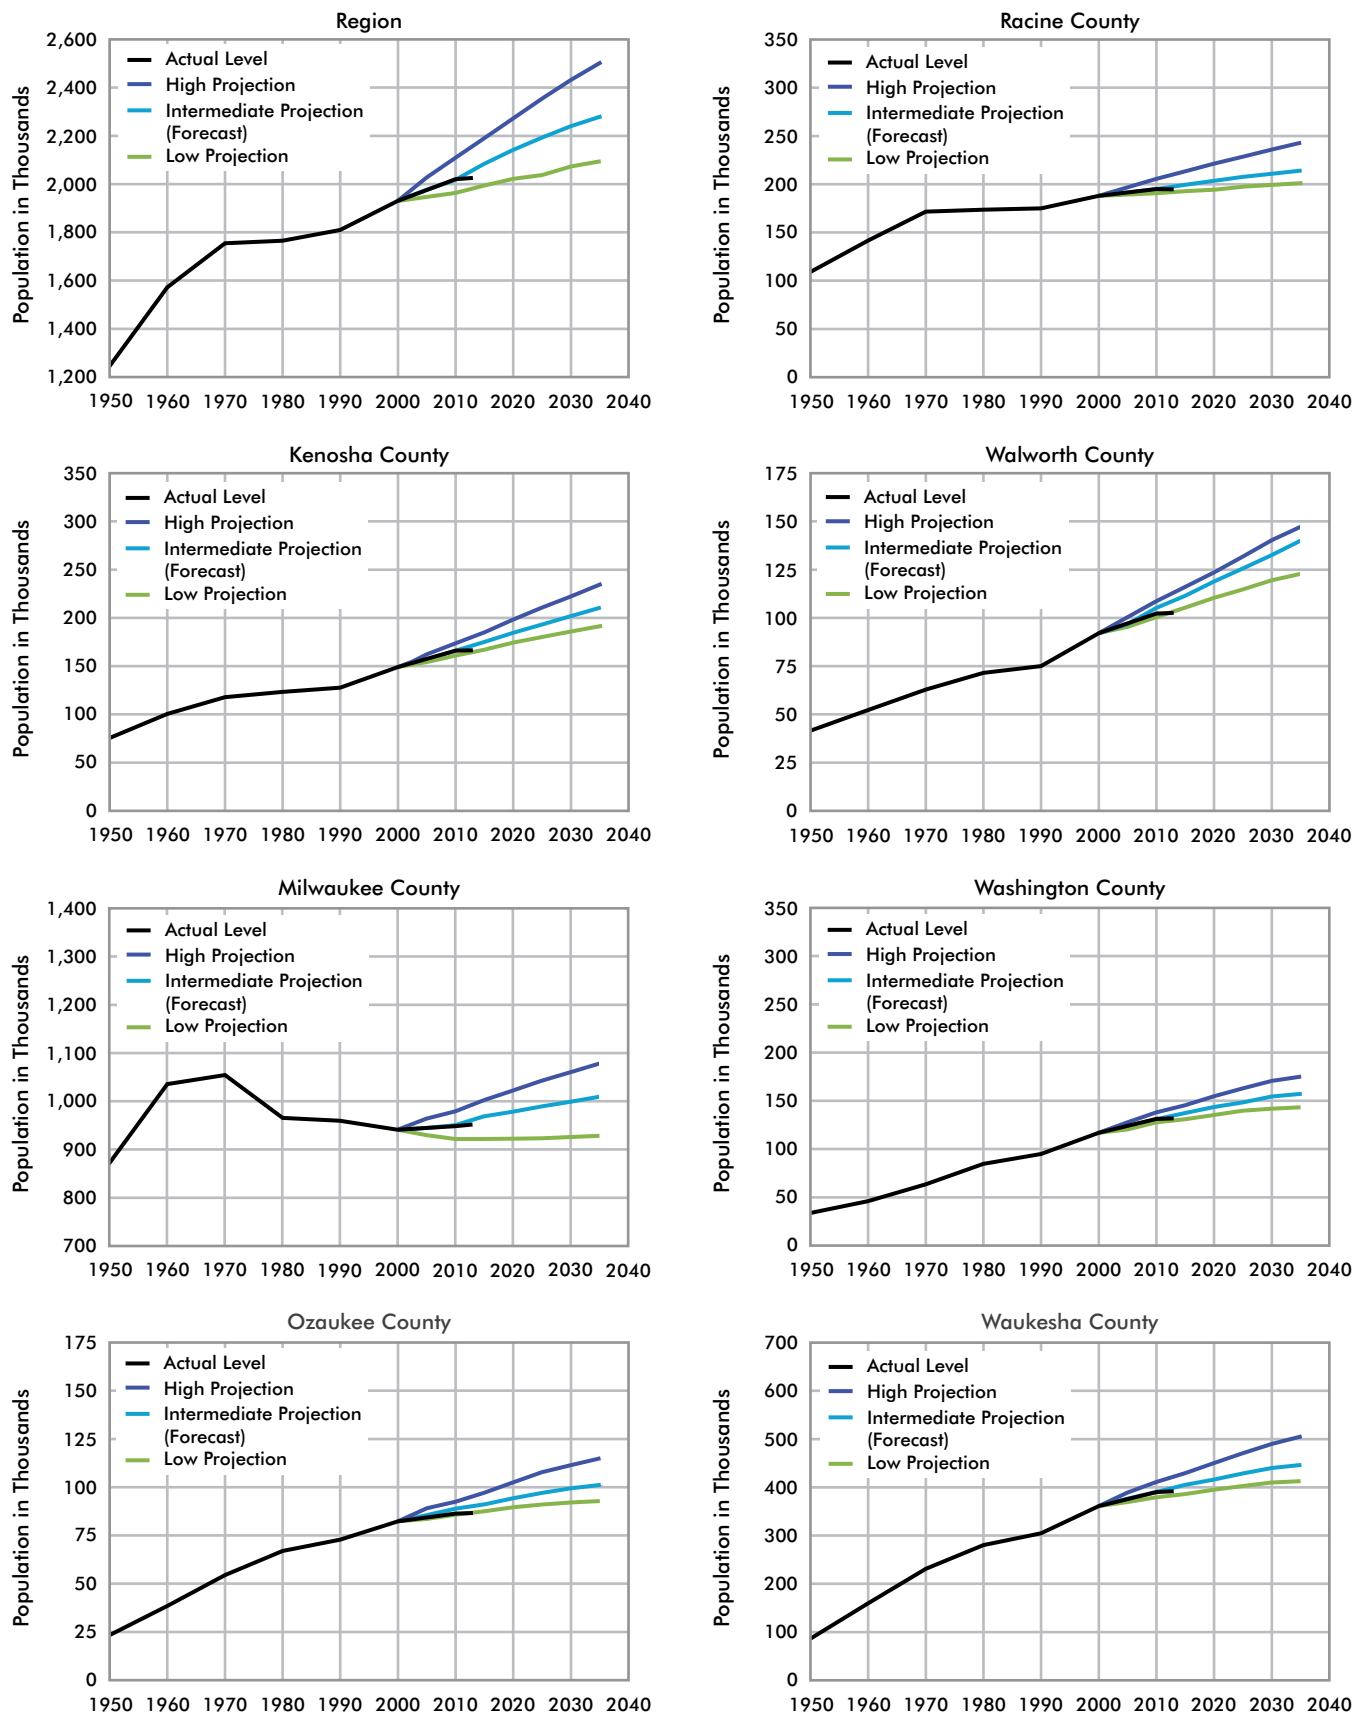 Region
Population in Thousands
2,600
2,400
2,200
2,000
1,800
1,600
1,400
1,200
Actual Level
High Projection
Intermediate Projection
(Forecast)
Low Projection
1950 1960 1970 1980 1990 2000 2010 2020 2030 2040
Racine County
Population in Thousands
350
300
250
200
150
100
50
0
Actual Level
High Projection
Intermediate Projection
(Forecast)
Low Projection
1950 1960 1970 1980 1990 2000 2010 2020 2030 2040
Kenosha County
Population in Thousands
350
300
250
200
150
100
50
0
Actual Level
High Projection
Intermediate Projection
(Forecast)
Low Projection
1950 1960 1970 1980 1990 2000 2010 2020 2030 2040
Walworth County
Population in Thousands
175
150
125
100
75
50
25
0
Actual Level
High Projection
Intermediate Projection
(Forecast)
Low Projection
1950 1960 1970 1980 1990 2000 2010 2020 2030 2040
Milwaukee County
Population in Thousands
1,400
1,300
1,200
1,100
1,000
900
800
700
Actual Level
High Projection
Intermediate Projection
(Forecast)
Low Projection
1950 1960 1970 1980 1990 2000 2010 2020 2030 2040
Washington County
Population in Thousands
350
300
250
200
150
100
50
0
Actual Level
High Projection
Intermediate Projection
(Forecast)
Low Projection
1950 1960 1970 1980 1990 2000 2010 2020 2030 2040
Ozaukee County
Population in Thousands
175
150
125
100
75
50
25
0
Actual Level
High Projection
Intermediate Projection
(Forecast)
Low Projection
1950 1960 1970 1980 1990 2000 2010 2020 2030 2040
Waukesha County
Population in Thousands
700
600
500
400
300
200
100
0
Actual Level
High Projection
Intermediate Projection
(Forecast)
Low Projection
1950 1960 1970 1980 1990 2000 2010 2020 2030 2040